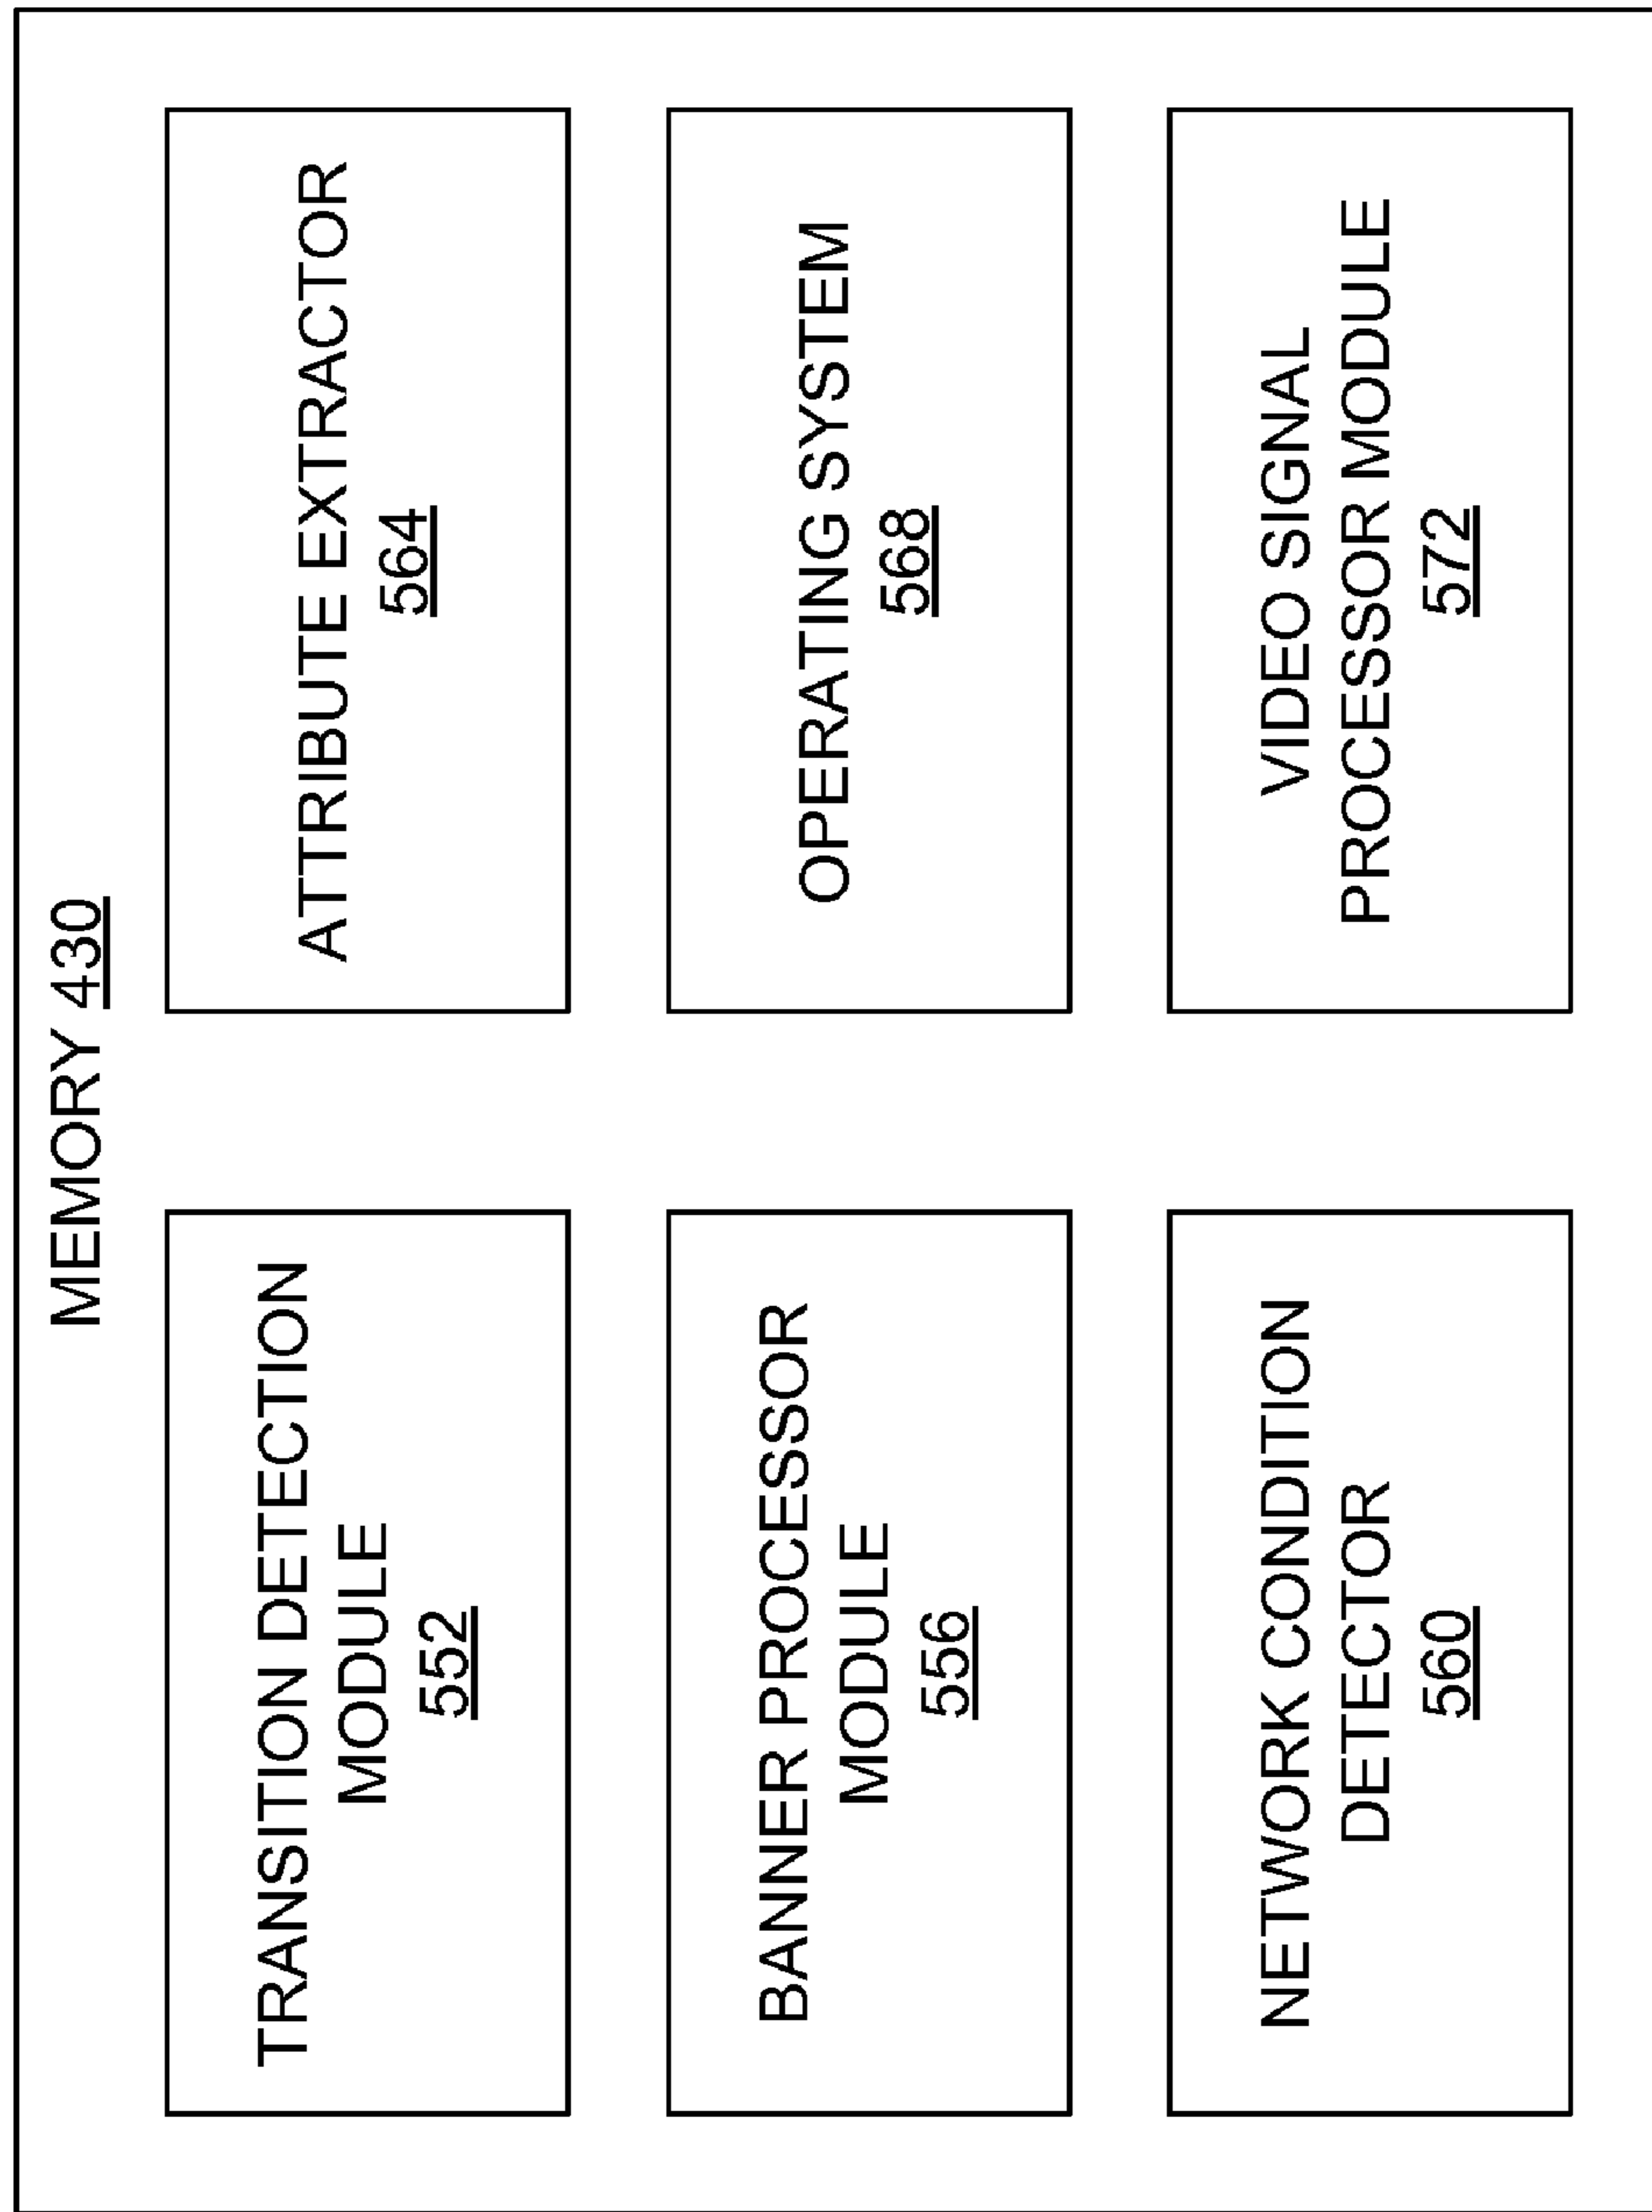 MEMORY 430
TRANSITION DETECTION
MODULE
552
ATTRIBUTE EXTRACTOR
564
BANNER PROCESSOR
MODULE
556
OPERATING SYSTEM
568
NETWORK CONDITION
DETECTOR
560
VIDEO SIGNAL
PROCESSOR MODULE
572